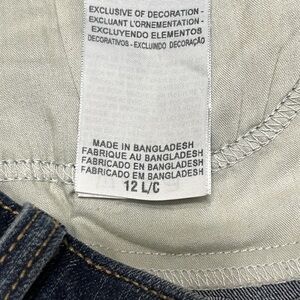 EXCLUSIVE OF DECORATION -
EXCLUANT L'ORNEMENTATION -
EXCLUYENDO ELEMENTOS
DECORATIVOS - EXCLUINDO DECORAÇÃO
MADE IN BANGLADESH
FABRIQUE AU BANGLADESH
FABRICADO EN BANGLADESH
FABRICADO EM BANGLADESH
12 L/C